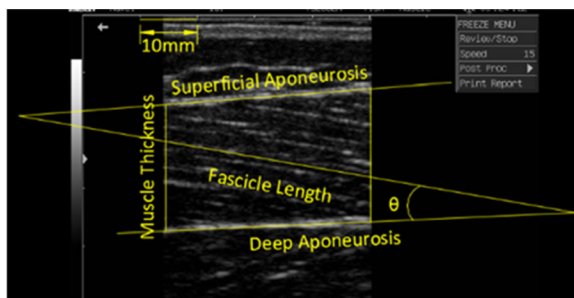 FREEZE MENU
Review/Stop
Speed 15
Post Proc
Print Report
10mm
Superficial Aponeurosis
Muscle Thickness
Fascicle Length
θ
Deep Aponeurosis